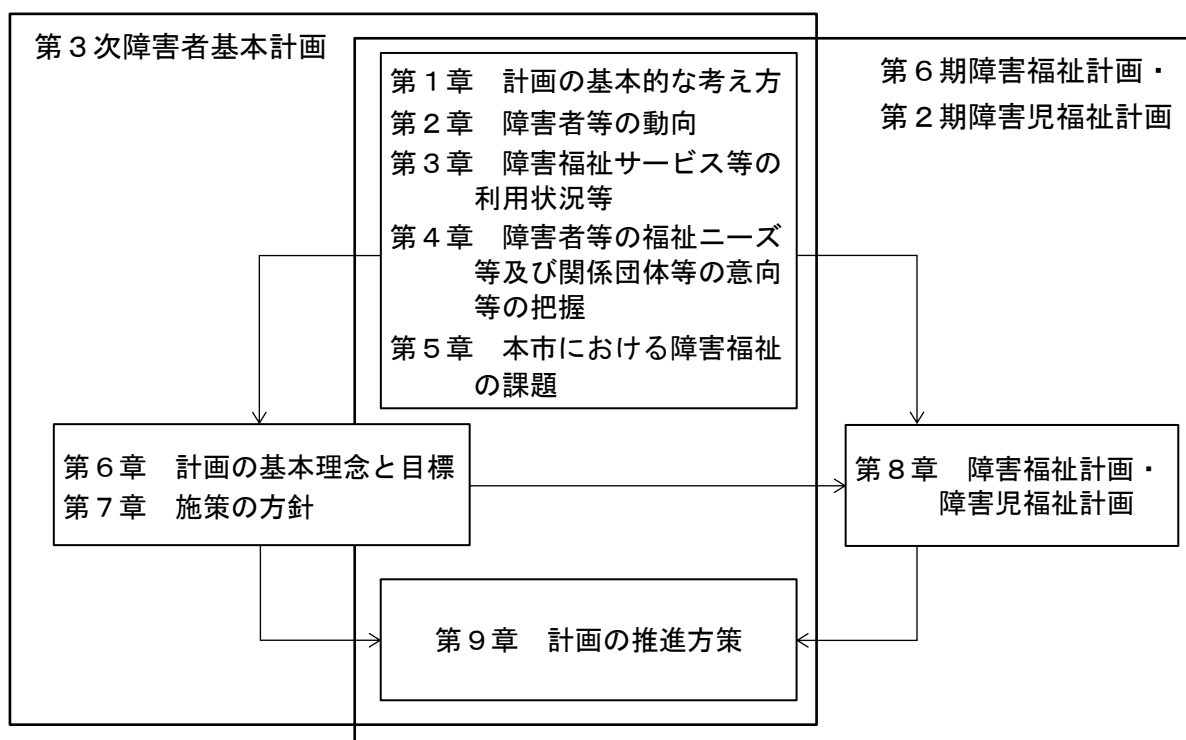 第３次障害者基本計画
第６期障害福祉計画・
第２期障害児福祉計画
第１章　計画の基本的な考え方
第２章　障害者等の動向
第３章　障害福祉サービス等の
利用状況等
第４章　障害者等の福祉ニーズ
等及び関係団体等の意向
等の把握
第５章　本市における障害福祉
の課題
第６章　計画の基本理念と目標
第７章　施策の方針
第８章　障害福祉計画・
障害児福祉計画
第９章　計画の推進方策